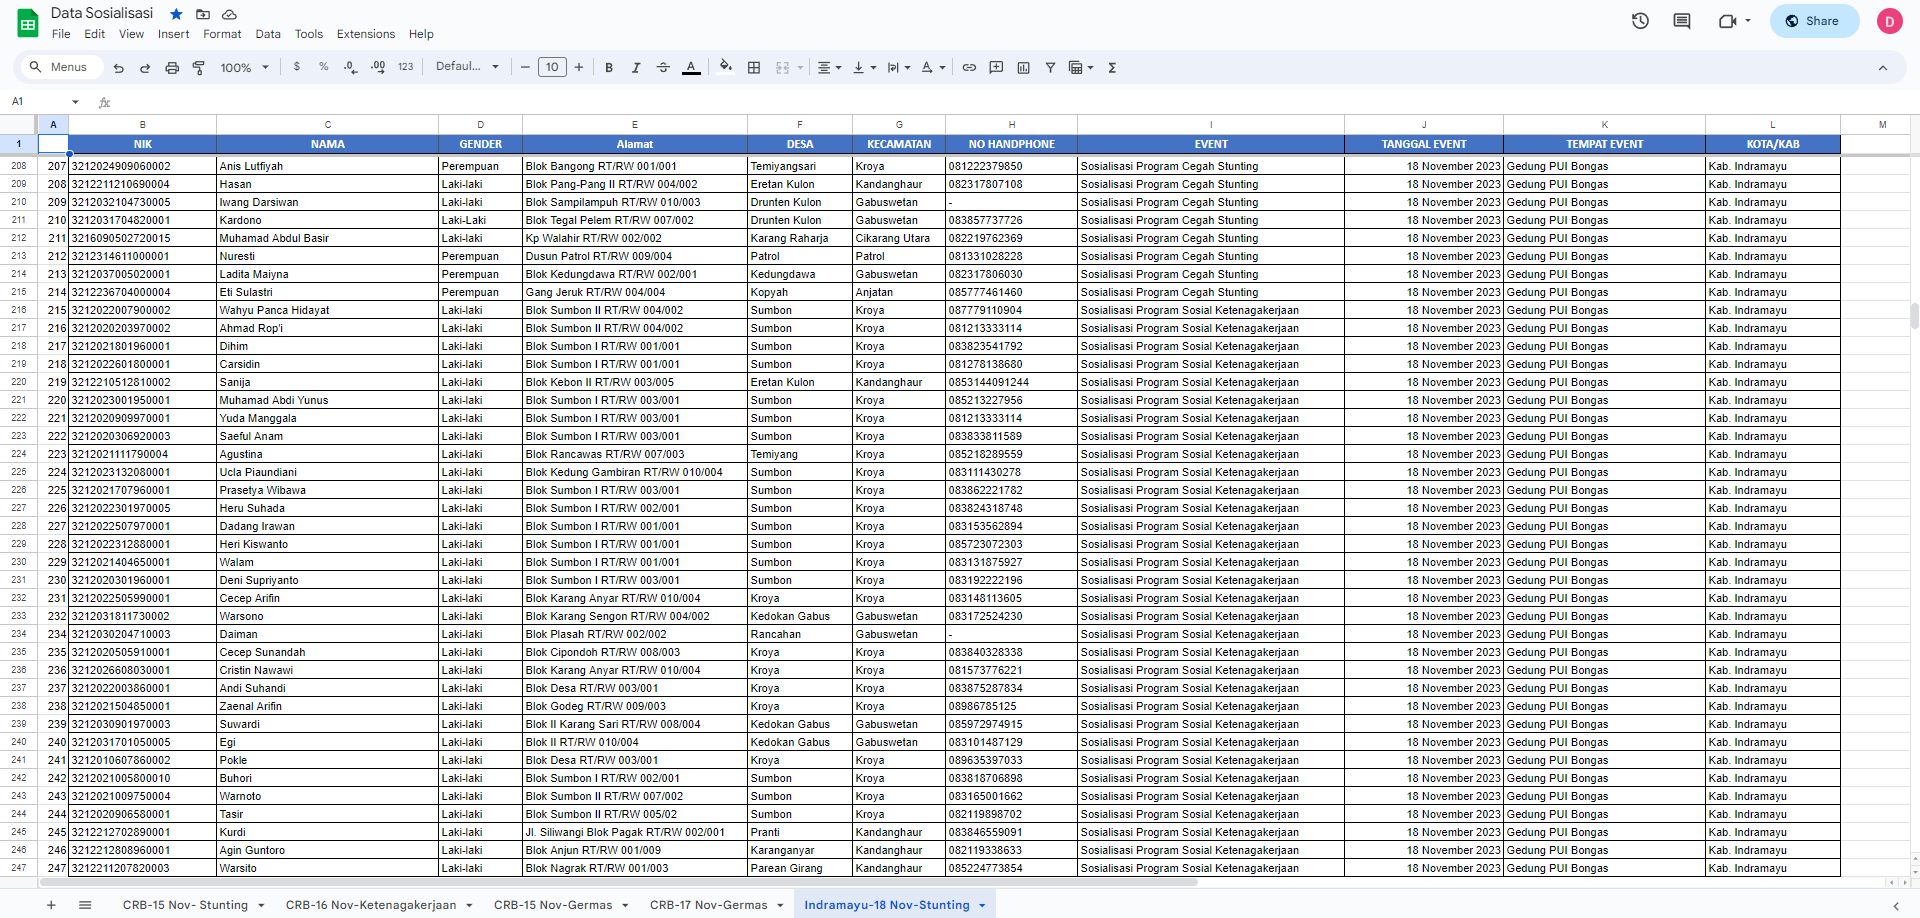 Data Sosialisasi
File Edit View Insert Format Data Tools Extensions Help
Share
D
Menus 100% $ % .0 .00 123 Defaul... 10 B I A
A1 fx
A B C D E F G H I J K L M
1 NIK NAMA GENDER Alamat DESA KECAMATAN NO HANDPHONE EVENT TANGGAL EVENT TEMPAT EVENT KOTA/KAB
208 207 3212024909060002 Anis Lutfiyah Perempuan Blok Bangong RT/RW 001/001 Temiyangsari Kroya 081222379850 Sosialisasi Program Cegah Stunting 18 November 2023 Gedung PUI Bongas Kab. Indramayu
209 208 3212211210690004 Hasan Laki-laki Blok Pang-Pang II RT/RW 004/002 Eretan Kulon Kandanghaur 082317807108 Sosialisasi Program Cegah Stunting 18 November 2023 Gedung PUI Bongas Kab. Indramayu
210 209 3212032104730005 Iwang Darsiwan Laki-laki Blok Sampilampuh RT/RW 010/003 Drunten Kulon Gabuswetan - Sosialisasi Program Cegah Stunting 18 November 2023 Gedung PUI Bongas Kab. Indramayu
211 210 3212031704820001 Kardono Laki-Laki Blok Tegal Pelem RT/RW 007/002 Drunten Kulon Gabuswetan 083857737726 Sosialisasi Program Cegah Stunting 18 November 2023 Gedung PUI Bongas Kab. Indramayu
212 211 3216090502720015 Muhamad Abdul Basir Laki-laki Kp Walahir RT/RW 002/002 Karang Raharja Cikarang Utara 082219762369 Sosialisasi Program Cegah Stunting 18 November 2023 Gedung PUI Bongas Kab. Indramayu
213 212 3212314611000001 Nuresti Perempuan Dusun Patrol RT/RW 009/004 Patrol Patrol 081331028228 Sosialisasi Program Cegah Stunting 18 November 2023 Gedung PUI Bongas Kab. Indramayu
214 213 3212037005020001 Ladita Maiyna Perempuan Blok Kedungdawa RT/RW 002/001 Kedungdawa Gabuswetan 082317806030 Sosialisasi Program Cegah Stunting 18 November 2023 Gedung PUI Bongas Kab. Indramayu
215 214 3212236704000004 Eti Sulastri Perempuan Gang Jeruk RT/RW 004/004 Kopyah Anjatan 085777461460 Sosialisasi Program Cegah Stunting 18 November 2023 Gedung PUI Bongas Kab. Indramayu
216 215 3212022007900002 Wahyu Panca Hidayat Laki-laki Blok Sumbon II RT/RW 004/002 Sumbon Kroya 087779110904 Sosialisasi Program Sosial Ketenagakerjaan 18 November 2023 Gedung PUI Bongas Kab. Indramayu
217 216 3212020203970002 Ahmad Rop'i Laki-laki Blok Sumbon II RT/RW 004/002 Sumbon Kroya 081213333114 Sosialisasi Program Sosial Ketenagakerjaan 18 November 2023 Gedung PUI Bongas Kab. Indramayu
218 217 3212021801960001 Dihim Laki-laki Blok Sumbon I RT/RW 001/001 Sumbon Kroya 083823541792 Sosialisasi Program Sosial Ketenagakerjaan 18 November 2023 Gedung PUI Bongas Kab. Indramayu
219 218 3212022601800001 Carsidin Laki-laki Blok Sumbon I RT/RW 001/001 Sumbon Kroya 081278138680 Sosialisasi Program Sosial Ketenagakerjaan 18 November 2023 Gedung PUI Bongas Kab. Indramayu
220 219 3212210512810002 Sanija Laki-laki Blok Kebon II RT/RW 003/005 Eretan Kulon Kandanghaur 0853144091244 Sosialisasi Program Sosial Ketenagakerjaan 18 November 2023 Gedung PUI Bongas Kab. Indramayu
221 220 3212023001950001 Muhamad Abdi Yunus Laki-laki Blok Sumbon I RT/RW 003/001 Sumbon Kroya 085213227956 Sosialisasi Program Sosial Ketenagakerjaan 18 November 2023 Gedung PUI Bongas Kab. Indramayu
222 221 3212020909970001 Yuda Manggala Laki-laki Blok Sumbon I RT/RW 003/001 Sumbon Kroya 081213333114 Sosialisasi Program Sosial Ketenagakerjaan 18 November 2023 Gedung PUI Bongas Kab. Indramayu
223 222 3212020306920003 Saeful Anam Laki-laki Blok Sumbon I RT/RW 003/001 Sumbon Kroya 083833811589 Sosialisasi Program Sosial Ketenagakerjaan 18 November 2023 Gedung PUI Bongas Kab. Indramayu
224 223 3212021111790004 Agustina Laki-laki Blok Rancawas RT/RW 007/003 Temiyang Kroya 085218289559 Sosialisasi Program Sosial Ketenagakerjaan 18 November 2023 Gedung PUI Bongas Kab. Indramayu
225 224 3212023132080001 Ucla Piaundiani Laki-laki Blok Kedung Gambiran RT/RW 010/004 Sumbon Kroya 083111430278 Sosialisasi Program Sosial Ketenagakerjaan 18 November 2023 Gedung PUI Bongas Kab. Indramayu
226 225 3212021707960001 Prasetya Wibawa Laki-laki Blok Sumbon I RT/RW 003/001 Sumbon Kroya 083862221782 Sosialisasi Program Sosial Ketenagakerjaan 18 November 2023 Gedung PUI Bongas Kab. Indramayu
227 226 3212022301970005 Heru Suhada Laki-laki Blok Sumbon I RT/RW 002/001 Sumbon Kroya 083824318748 Sosialisasi Program Sosial Ketenagakerjaan 18 November 2023 Gedung PUI Bongas Kab. Indramayu
228 227 3212022507970001 Dadang Irawan Laki-laki Blok Sumbon I RT/RW 001/001 Sumbon Kroya 083153562894 Sosialisasi Program Sosial Ketenagakerjaan 18 November 2023 Gedung PUI Bongas Kab. Indramayu
229 228 3212022312880001 Heri Kiswanto Laki-laki Blok Sumbon I RT/RW 001/001 Sumbon Kroya 085723072303 Sosialisasi Program Sosial Ketenagakerjaan 18 November 2023 Gedung PUI Bongas Kab. Indramayu
230 229 3212021404650001 Walam Laki-laki Blok Sumbon I RT/RW 001/001 Sumbon Kroya 083131875927 Sosialisasi Program Sosial Ketenagakerjaan 18 November 2023 Gedung PUI Bongas Kab. Indramayu
231 230 3212020301960001 Deni Supriyanto Laki-laki Blok Sumbon I RT/RW 003/001 Sumbon Kroya 083192222196 Sosialisasi Program Sosial Ketenagakerjaan 18 November 2023 Gedung PUI Bongas Kab. Indramayu
232 231 3212022505990001 Cecep Arifin Laki-laki Blok Karang Anyar RT/RW 010/004 Kroya Kroya 083148113605 Sosialisasi Program Sosial Ketenagakerjaan 18 November 2023 Gedung PUI Bongas Kab. Indramayu
233 232 3212031811730002 Warsono Laki-laki Blok Karang Sengon RT/RW 004/002 Kedokan Gabus Gabuswetan 083172524230 Sosialisasi Program Sosial Ketenagakerjaan 18 November 2023 Gedung PUI Bongas Kab. Indramayu
234 234 3212030204710003 Daiman Laki-laki Blok Plasah RT/RW 002/002 Rancahan Gabuswetan - Sosialisasi Program Sosial Ketenagakerjaan 18 November 2023 Gedung PUI Bongas Kab. Indramayu
235 235 3212020505910001 Cecep Sunandah Laki-laki Blok Cipondoh RT/RW 008/003 Kroya Kroya 083840328338 Sosialisasi Program Sosial Ketenagakerjaan 18 November 2023 Gedung PUI Bongas Kab. Indramayu
236 236 3212026608030001 Cristin Nawawi Laki-laki Blok Karang Anyar RT/RW 010/004 Kroya Kroya 081573776221 Sosialisasi Program Sosial Ketenagakerjaan 18 November 2023 Gedung PUI Bongas Kab. Indramayu
237 237 3212022003860001 Andi Suhandi Laki-laki Blok Desa RT/RW 003/001 Kroya Kroya 083875287834 Sosialisasi Program Sosial Ketenagakerjaan 18 November 2023 Gedung PUI Bongas Kab. Indramayu
238 238 3212021504850001 Zaenal Arifin Laki-laki Blok Godeg RT/RW 009/003 Kroya Kroya 08986785125 Sosialisasi Program Sosial Ketenagakerjaan 18 November 2023 Gedung PUI Bongas Kab. Indramayu
239 239 3212030901970003 Suwardi Laki-laki Blok II Karang Sari RT/RW 008/004 Kedokan Gabus Gabuswetan 085972974915 Sosialisasi Program Sosial Ketenagakerjaan 18 November 2023 Gedung PUI Bongas Kab. Indramayu
240 240 3212031701050005 Egi Laki-laki Blok II RT/RW 010/004 Kedokan Gabus Gabuswetan 083101487129 Sosialisasi Program Sosial Ketenagakerjaan 18 November 2023 Gedung PUI Bongas Kab. Indramayu
241 241 3212010607860002 Pokle Laki-laki Blok Desa RT/RW 003/001 Kroya Kroya 089635397033 Sosialisasi Program Sosial Ketenagakerjaan 18 November 2023 Gedung PUI Bongas Kab. Indramayu
242 242 3212021005800010 Buhori Laki-laki Blok Sumbon I RT/RW 002/001 Sumbon Kroya 083818706898 Sosialisasi Program Sosial Ketenagakerjaan 18 November 2023 Gedung PUI Bongas Kab. Indramayu
243 243 3212021009750004 Warnoto Laki-laki Blok Sumbon II RT/RW 007/002 Sumbon Kroya 083165001662 Sosialisasi Program Sosial Ketenagakerjaan 18 November 2023 Gedung PUI Bongas Kab. Indramayu
244 244 3212020906580001 Tasir Laki-laki Blok Sumbon II RT/RW 005/02 Sumbon Kroya 082119898702 Sosialisasi Program Sosial Ketenagakerjaan 18 November 2023 Gedung PUI Bongas Kab. Indramayu
245 245 3212212702890001 Kurdi Laki-laki Jl. Siliwangi Blok Pagak RT/RW 002/001 Pranti Kandanghaur 083846559091 Sosialisasi Program Sosial Ketenagakerjaan 18 November 2023 Gedung PUI Bongas Kab. Indramayu
246 246 3212212808960001 Agin Guntoro Laki-laki Blok Anjun RT/RW 001/009 Karanganyar Kandanghaur 082119338633 Sosialisasi Program Sosial Ketenagakerjaan 18 November 2023 Gedung PUI Bongas Kab. Indramayu
247 247 3212211207820003 Warsito Laki-laki Blok Nagrak RT/RW 001/003 Parean Girang Kandanghaur 085224773854 Sosialisasi Program Sosial Ketenagakerjaan 18 November 2023 Gedung PUI Bongas Kab. Indramayu
CRB-15 Nov- Stunting CRB-16 Nov-Ketenagakerjaan CRB-15 Nov-Germas CRB-17 Nov-Germas Indramayu-18 Nov-Stunting